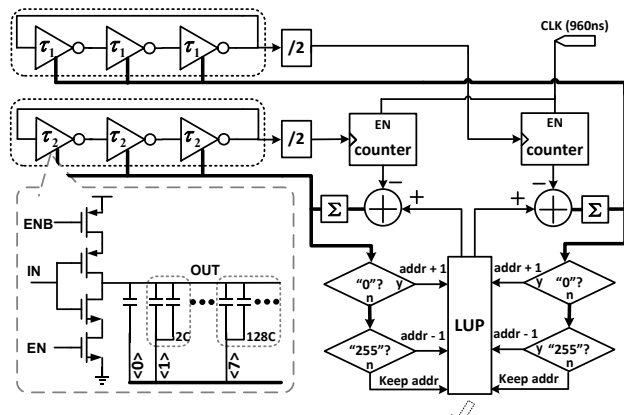 τ1 τ1 τ1 /2 CLK (960ns)
τ2 τ2 τ2 /2 EN counter EN counter
− + + −
Σ Σ
ENB
IN
EN
OUT
2C 128C
<0> <1> <7>
"0"? y n addr + 1
"255"? n addr - 1
Keep addr
LUP
addr + 1 y "0"? n
addr - 1 y "255"? n
Keep addr